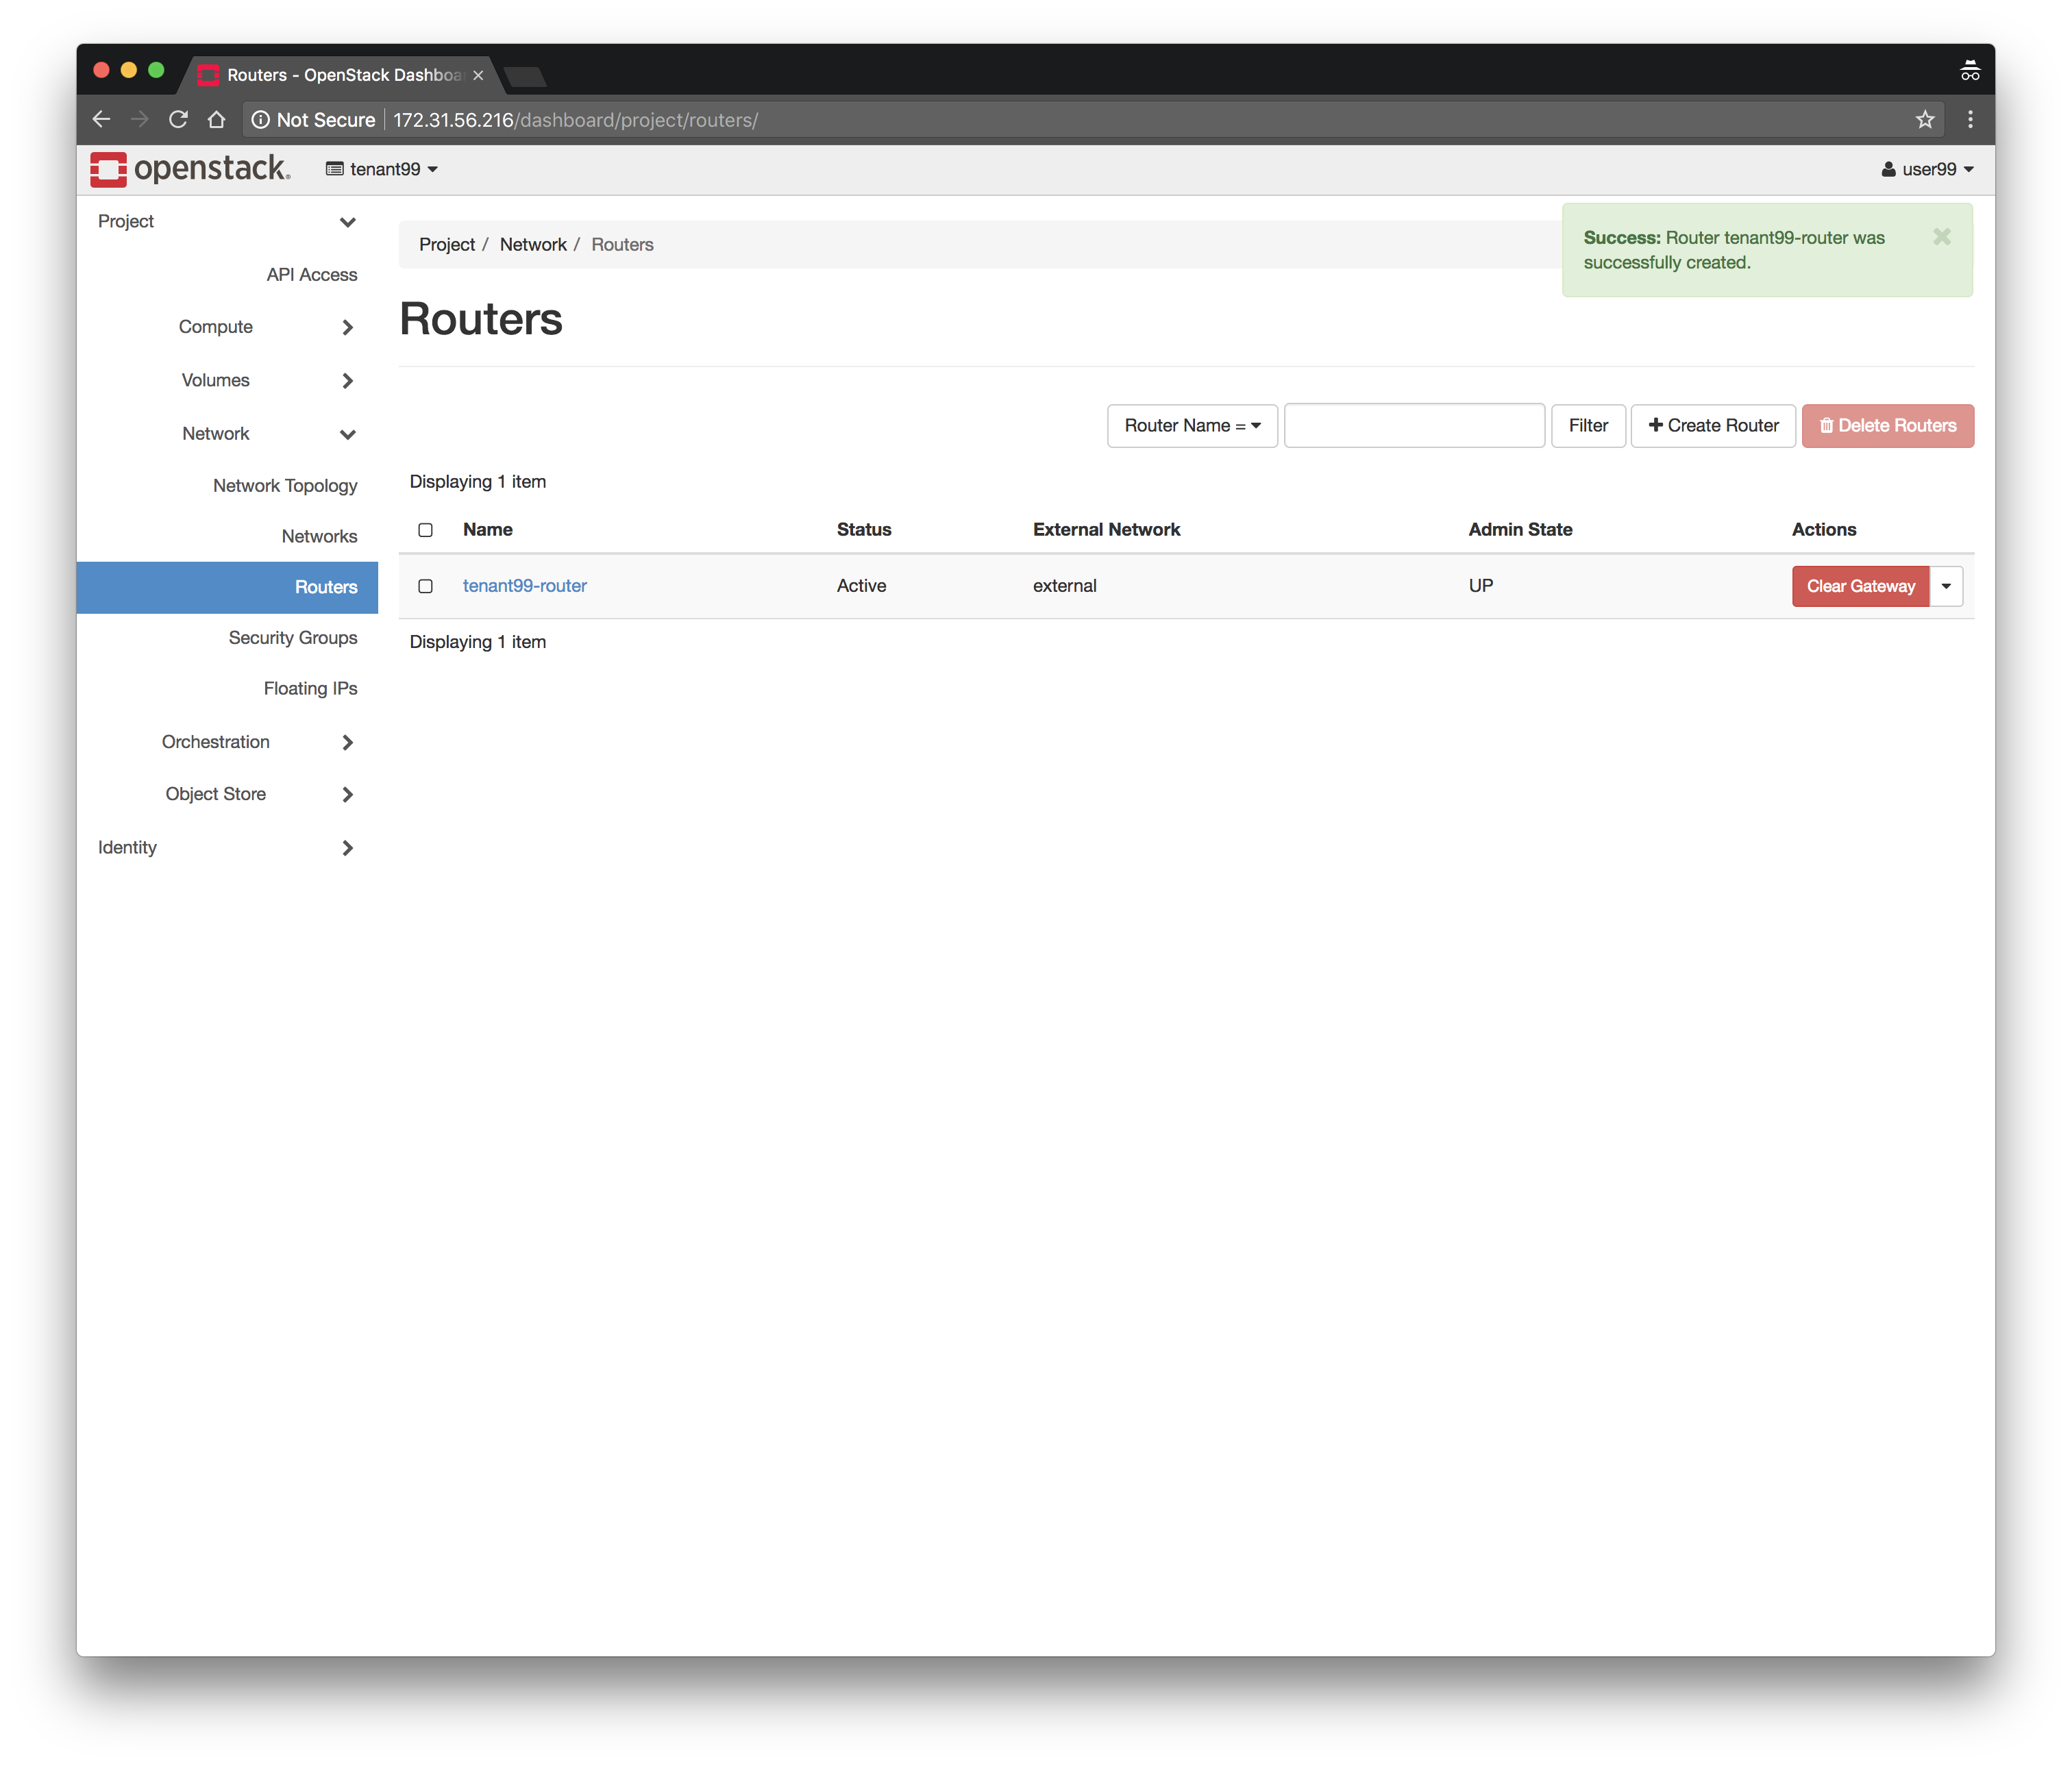 Routers - OpenStack Dashboa
Not Secure 172.31.56.216/dashboard/project/routers/
openstack. tenant99 user99
Project
API Access
Compute
Volumes
Network
Network Topology
Networks
Routers
Security Groups
Floating IPs
Orchestration
Object Store
Identity
Project / Network / Routers
Success: Router tenant99-router was
successfully created.
Routers
Router Name = Filter Create Router Delete Routers
Displaying 1 item
Name Status External Network Admin State Actions
tenant99-router Active external UP Clear Gateway
Displaying 1 item